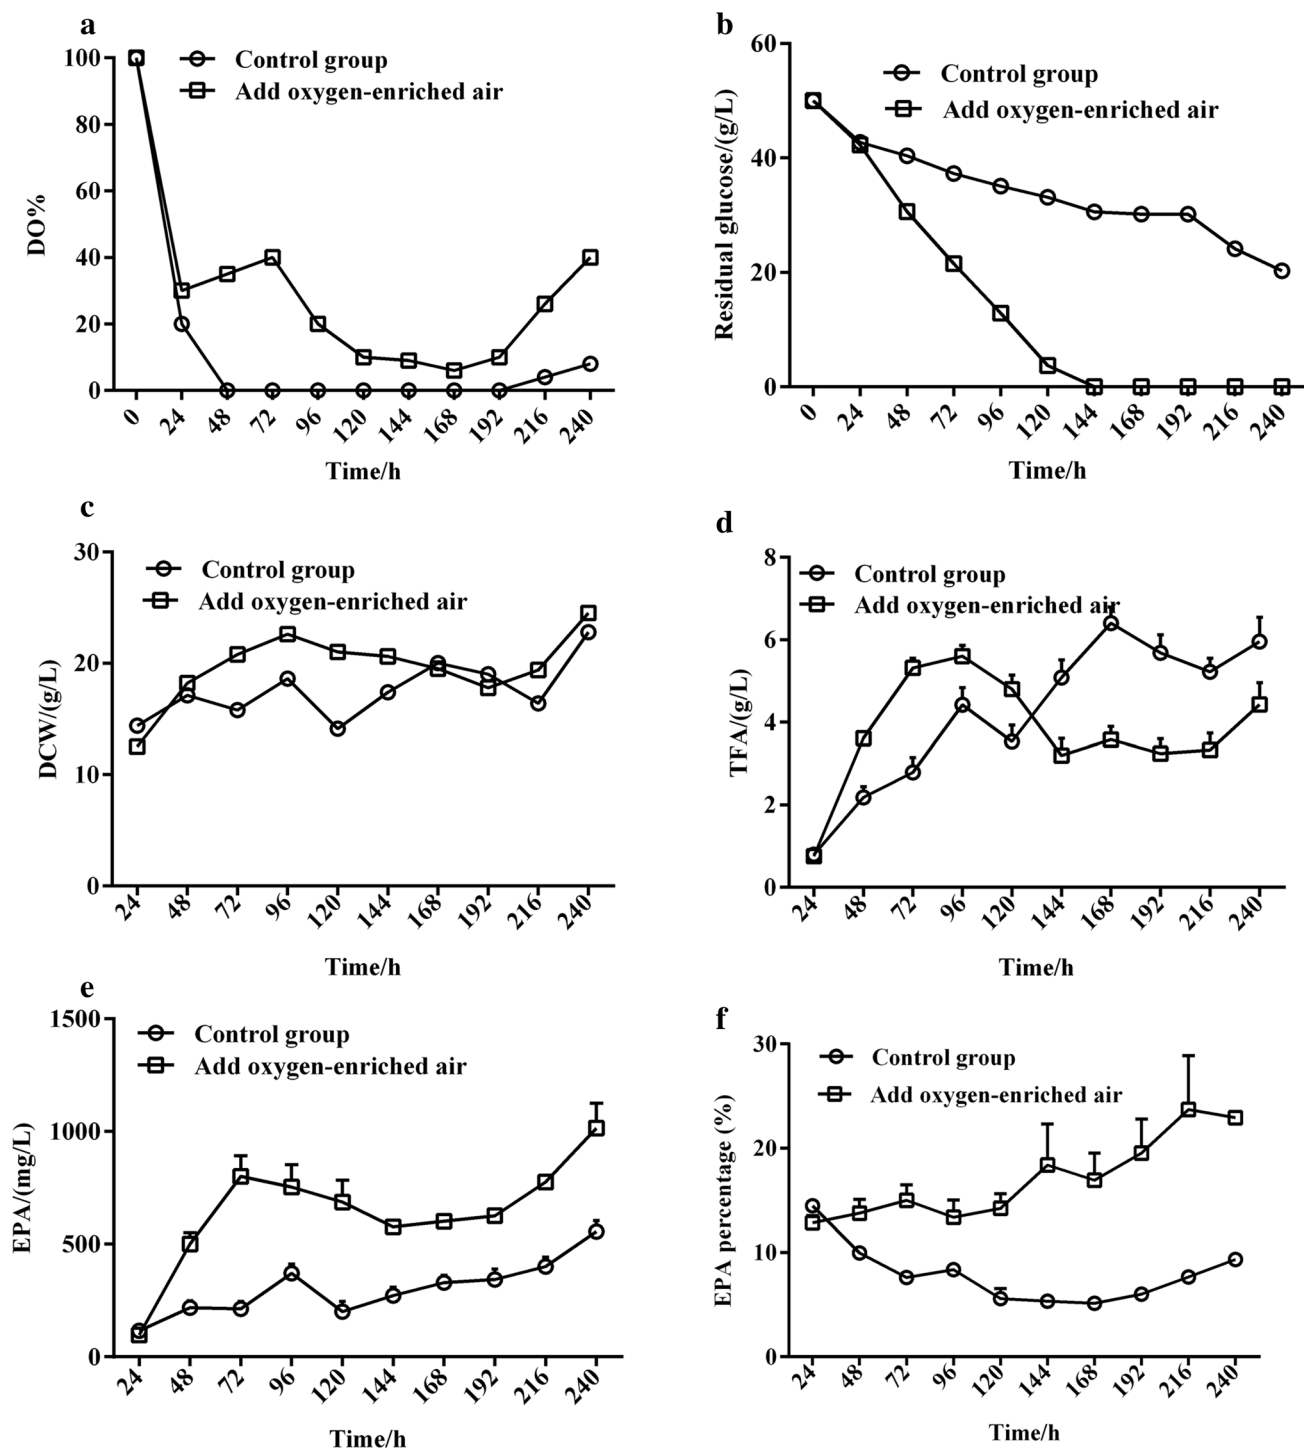 a
100
80
60
40
20
0
DO%
Control group
Add oxygen-enriched air
0 24 48 72 96 120 144 168 192 216 240
Time/h
b
60
40
20
0
Residual glucose/(g/L)
Control group
Add oxygen-enriched air
0 24 48 72 96 120 144 168 192 216 240
Time/h
c
30
20
10
0
DCW/(g/L)
Control group
Add oxygen-enriched air
24 48 72 96 120 144 168 192 216 240
Time/h
d
8
6
4
2
0
TFA/(g/L)
Control group
Add oxygen-enriched air
24 48 72 96 120 144 168 192 216 240
Time/h
e
1500
1000
500
0
EPA/(mg/L)
Control group
Add oxygen-enriched air
24 48 72 96 120 144 168 192 216 240
Time/h
f
30
20
10
0
EPA percentage (%)
Control group
Add oxygen-enriched air
24 48 72 96 120 144 168 192 216 240
Time/h